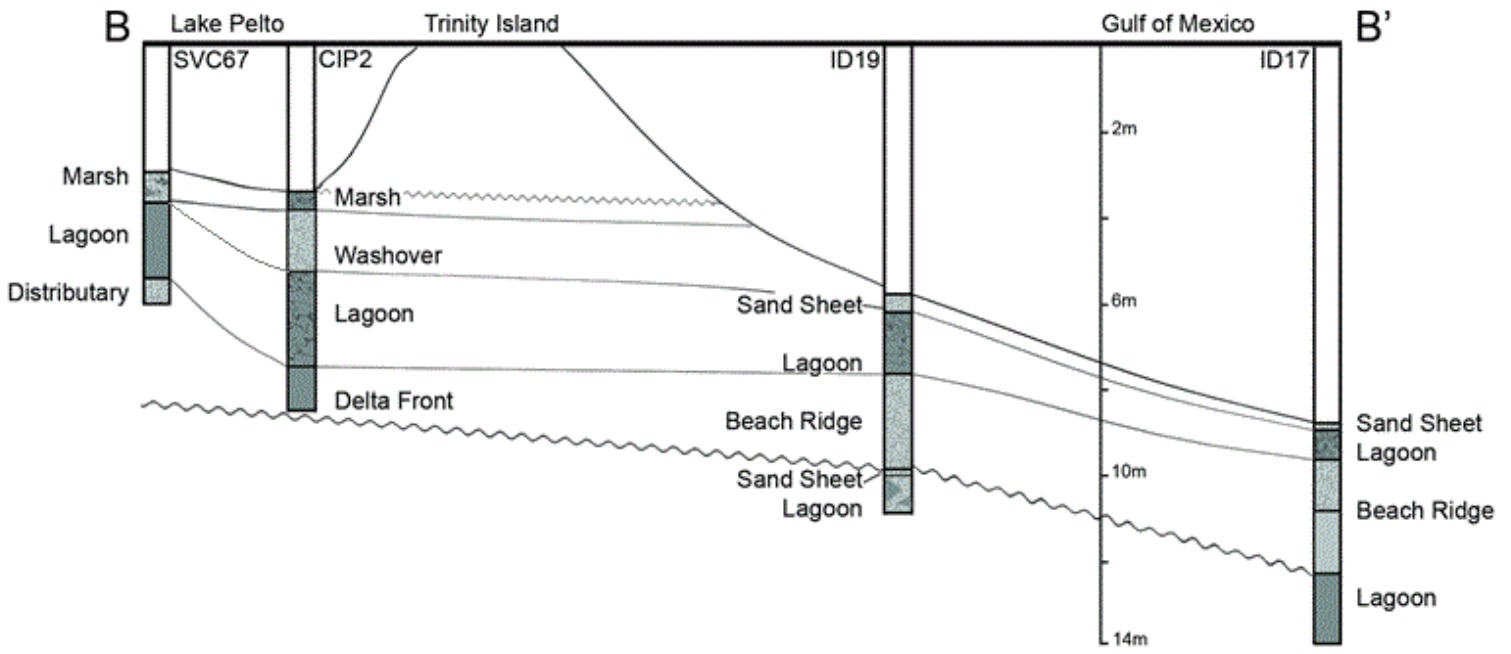 B Lake Pelto Trinity Island Gulf of Mexico B'
SVC67 CIP2 ID19 ID17
2m
Marsh
Marsh
Lagoon
Washover
Distributary
Lagoon
Sand Sheet
6m
Lagoon
Delta Front
Beach Ridge
Sand Sheet
Lagoon
Sand Sheet
Lagoon
10m
Beach Ridge
Lagoon
14m